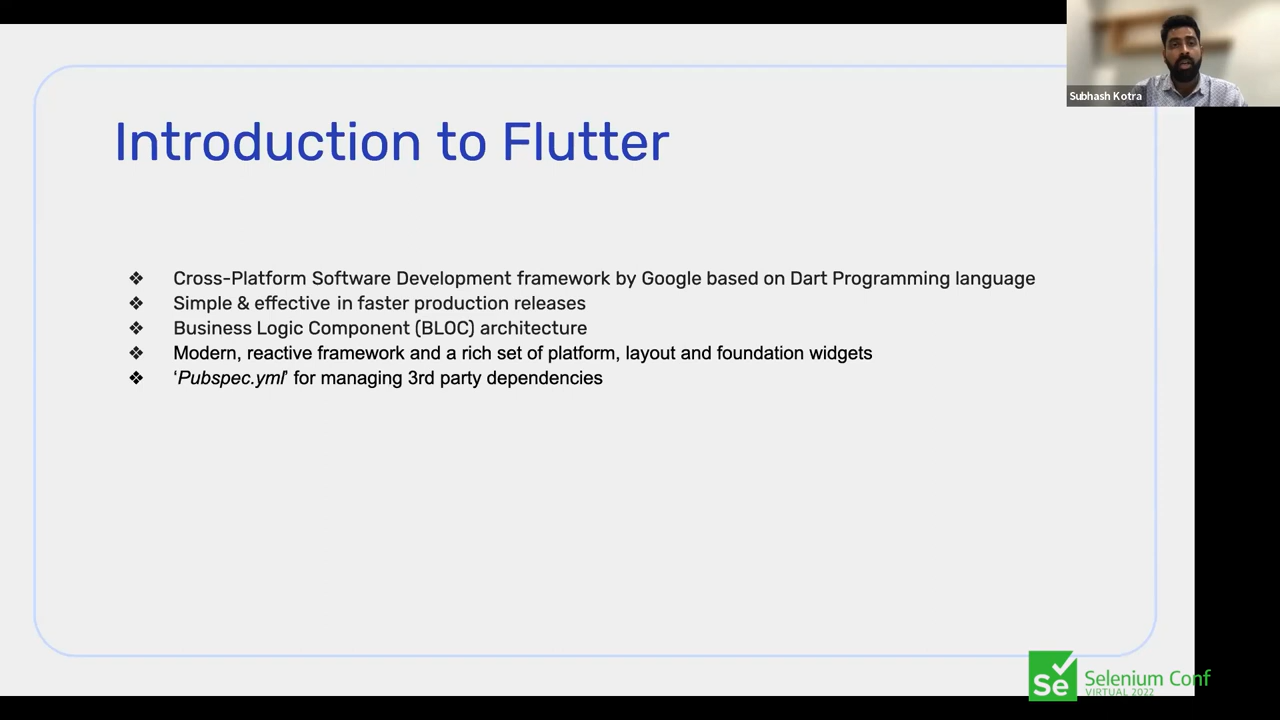 Subhash Kotra
Introduction to Flutter
❖ Cross-Platform Software Development framework by Google based on Dart Programming language
❖ Simple & effective in faster production releases
❖ Business Logic Component (BLOC) architecture
❖ Modern, reactive framework and a rich set of platform, layout and foundation widgets
❖ ‘Pubspec.yml’ for managing 3rd party dependencies
Se Selenium Conf
VIRTUAL 2022